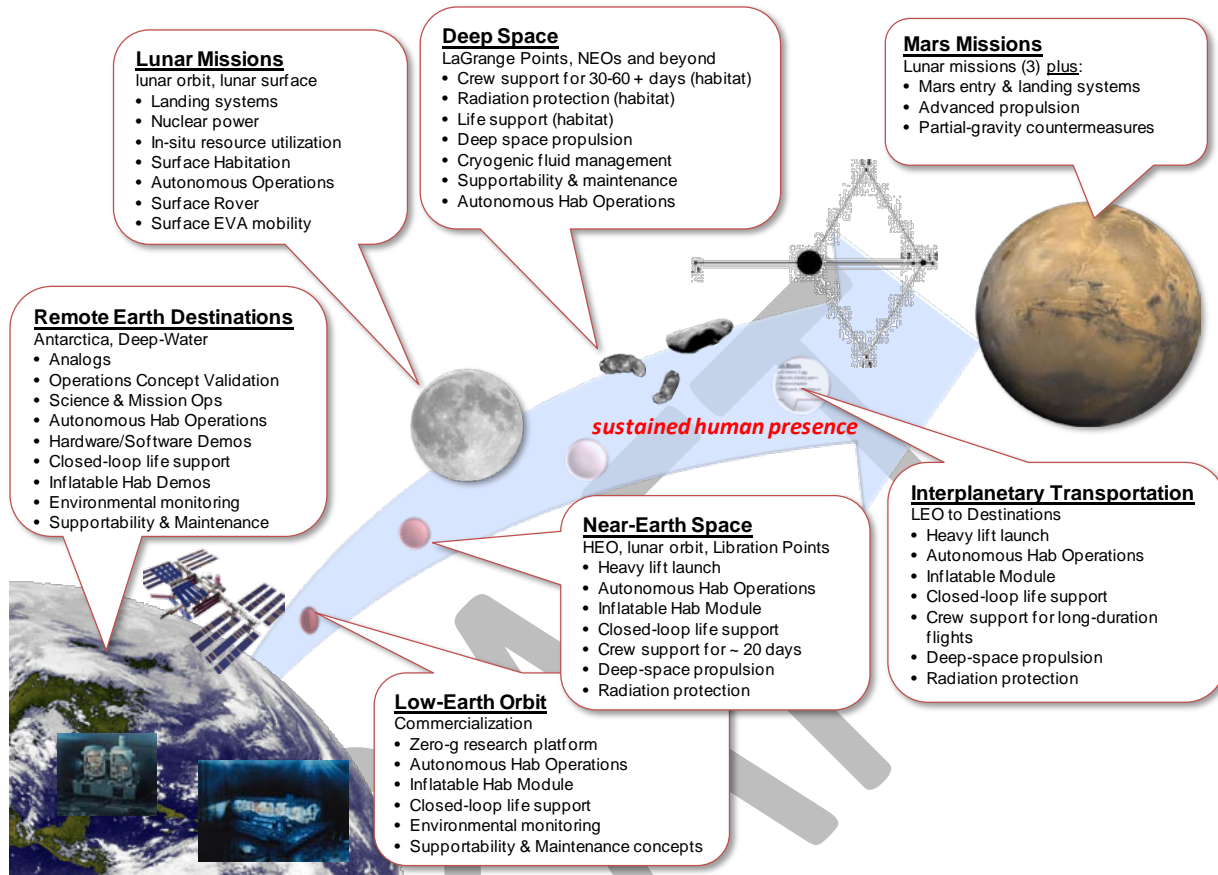 Lunar Missions
lunar orbit, lunar surface
• Landing systems
• Nuclear power
• In-situ resource utilization
• Surface Habitation
• Autonomous Operations
• Surface Rover
• Surface EVA mobility
Deep Space
LaGrange Points, NEOs and beyond
• Crew support for 30-60 + days (habitat)
• Radiation protection (habitat)
• Life support (habitat)
• Deep space propulsion
• Cryogenic fluid management
• Supportability & maintenance
• Autonomous Hab Operations
Mars Missions
Lunar missions (3) plus:
• Mars entry & landing systems
• Advanced propulsion
• Partial-gravity countermeasures
Remote Earth Destinations
Antarctica, Deep-Water
• Analogs
• Operations Concept Validation
• Science & Mission Ops
• Autonomous Hab Operations
• Hardware/Software Demos
• Closed-loop life support
• Inflatable Hab Demos
• Environmental monitoring
• Supportability & Maintenance
sustained human presence
Near-Earth Space
HEO, lunar orbit, Libration Points
• Heavy lift launch
• Autonomous Hab Operations
• Inflatable Hab Module
• Closed-loop life support
• Crew support for ~ 20 days
• Deep-space propulsion
• Radiation protection
Interplanetary Transportation
LEO to Destinations
• Heavy lift launch
• Autonomous Hab Operations
• Inflatable Module
• Closed-loop life support
• Crew support for long-duration
flights
• Deep-space propulsion
• Radiation protection
Low-Earth Orbit
Commercialization
• Zero-g research platform
• Autonomous Hab Operations
• Inflatable Hab Module
• Closed-loop life support
• Environmental monitoring
• Supportability & Maintenance concepts